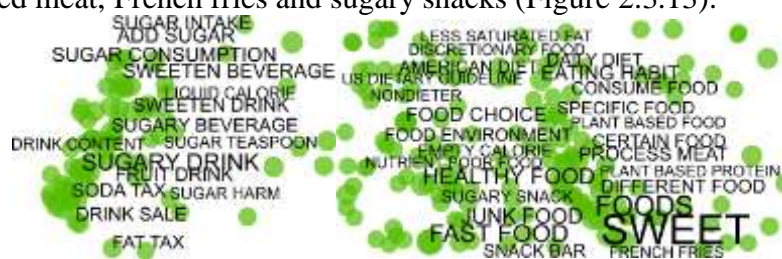 ed meat, French fries and sugary snacks (Figure 2.3.13).
SUGAR INTAKE
ADD SUGAR
SUGAR CONSUMPTION
SWEETEN BEVERAGE
LIQUID CALORIE
SWEETEN DRINK
SUGARY BEVERAGE
DRINK CONTENT
SUGAR TEASPOON
SUGARY DRINK
FRUIT DRINK
SODA TAX
SUGAR HARM
DRINK SALE
FAT TAX
LESS SATURATED FAT
DISCRETIONARY FOOD
DAILY DIET
AMERICAN DIET
EATING HABIT
US DIETARY GUIDELINE
CONSUME FOOD
NONDIETER
SPECIFIC FOOD
FOOD CHOICE
PLANT BASED FOOD
FOOD ENVIRONMENT
CERTAIN FOOD
EMPTY CALORIE
PROCESS MEAT
NUTRIENT POOR FOOD
HEALTHY FOOD
PLANT BASED PROTEIN
DIFFERENT FOOD
SUGARY SNACK
FOODS
JUNK FOOD
SWEET
FAST FOOD
SNACK BAR
FRENCH FRIES